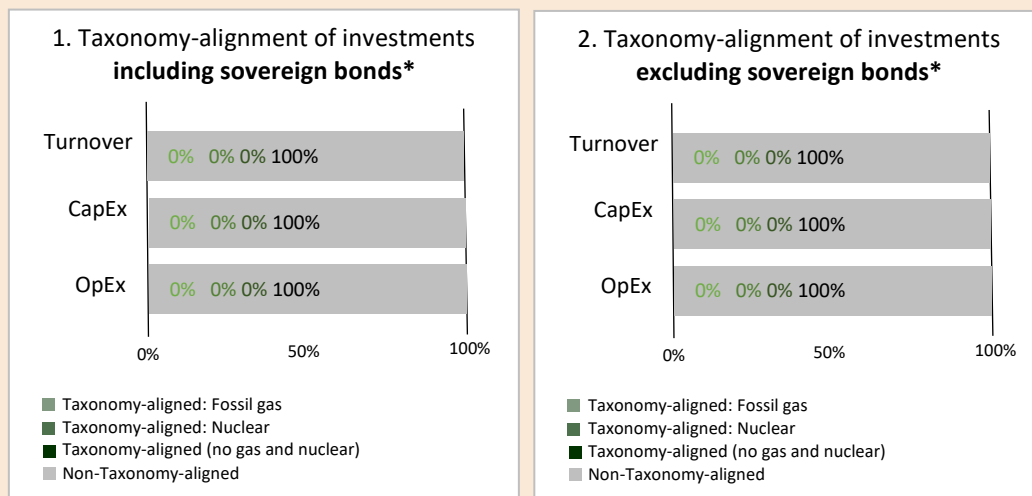 1. Taxonomy-alignment of investments
including sovereign bonds*
Turnover
0% 0% 0% 100%
CapEx
0% 0% 0% 100%
OpEx
0% 0% 0% 100%
0% 50% 100%
Taxonomy-aligned: Fossil gas
Taxonomy-aligned: Nuclear
Taxonomy-aligned (no gas and nuclear)
Non-Taxonomy-aligned
2. Taxonomy-alignment of investments
excluding sovereign bonds*
Turnover
0% 0% 0% 100%
CapEx
0% 0% 0% 100%
OpEx
0% 0% 0% 100%
0% 50% 100%
Taxonomy-aligned: Fossil gas
Taxonomy-aligned: Nuclear
Taxonomy-aligned (no gas and nuclear)
Non-Taxonomy-aligned